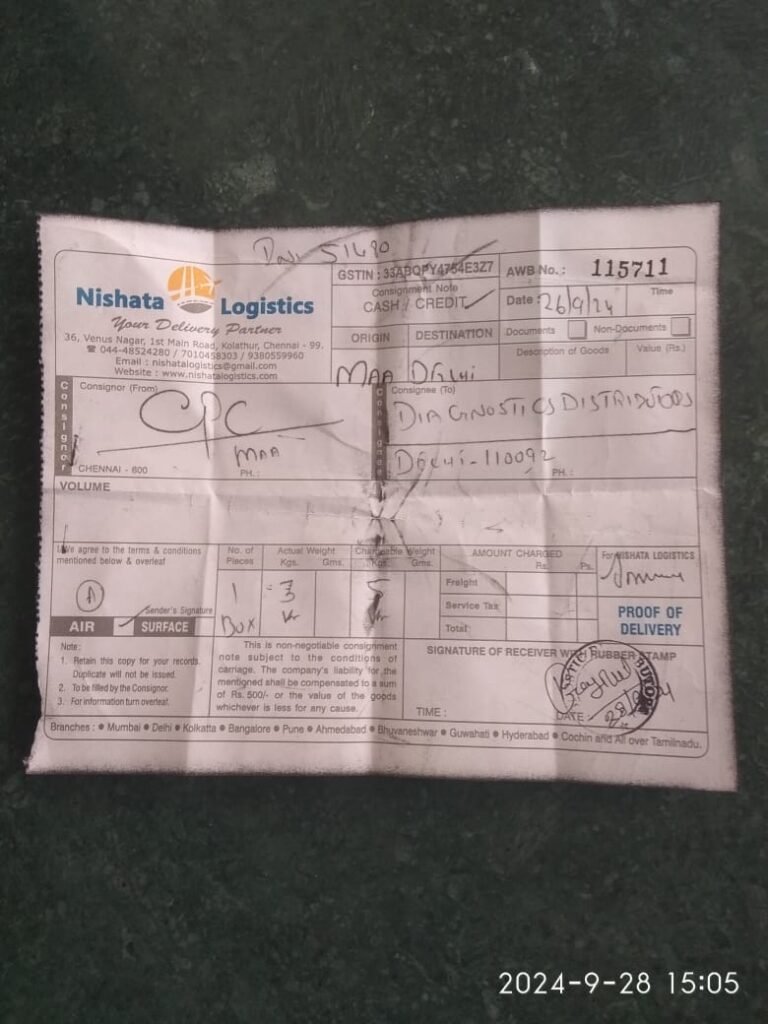 51490
Nishata Logistics
Your Delivery Partner
36, Venus Nagar, 1st Main Road, Kolathur, Chennai - 99.
☎ 044-48524280 / 7010458303 / 9380559960
Email : nishatalogistics@gmail.com
Website : www.nishatalogistics.com
GSTIN : 33ABQPY4754E3Z7
Consignment Note
CASH / CREDIT
AWB No.: 115711
Date : 26/9/24 Time
ORIGIN DESTINATION
MAA DELHI
Documents Non-Documents
Description of Goods Value (Rs.)
Consignor
Consignor (From)
CPC
MAA
CHENNAI - 600 PH. :
Consignee
Consignee (To)
DIAGNOSTICS DISTRIBUTORS
DELHI-110092
PH. :
VOLUME
I/We agree to the terms & conditions
mentioned below & overleaf
Sender's Signature
AIR ✓ SURFACE
No. of
Pieces
1
BOX
Actual Weight
Kgs. Gms.
3
Chargeable Weight
Kgs. Gms.
5
AMOUNT CHARGED
Rs. Ps.
Freight
Service Tax
Total
For NISHATA LOGISTICS
PROOF OF
DELIVERY
Note :
1. Retain this copy for your records.
Duplicate will not be issued.
2. To be filled by the Consignor.
3. For information turn overleaf.
This is non-negotiable consignment
note subject to the conditions of
carriage. The company's liability for
mentigned shall be compensated to a sum
of Rs. 500/- or the value of the goods
whichever is less for any cause.
SIGNATURE OF RECEIVER WITH RUBBER STAMP
TIME :
DATE
Branches : ● Mumbai ● Delhi ● Kolkatta ● Bangalore ● Pune ● Ahmedabad ● Bhuvaneshwar ● Guwahati ● Hyderabad ● Cochin and All over Tamilnadu.
2024-9-28 15:05